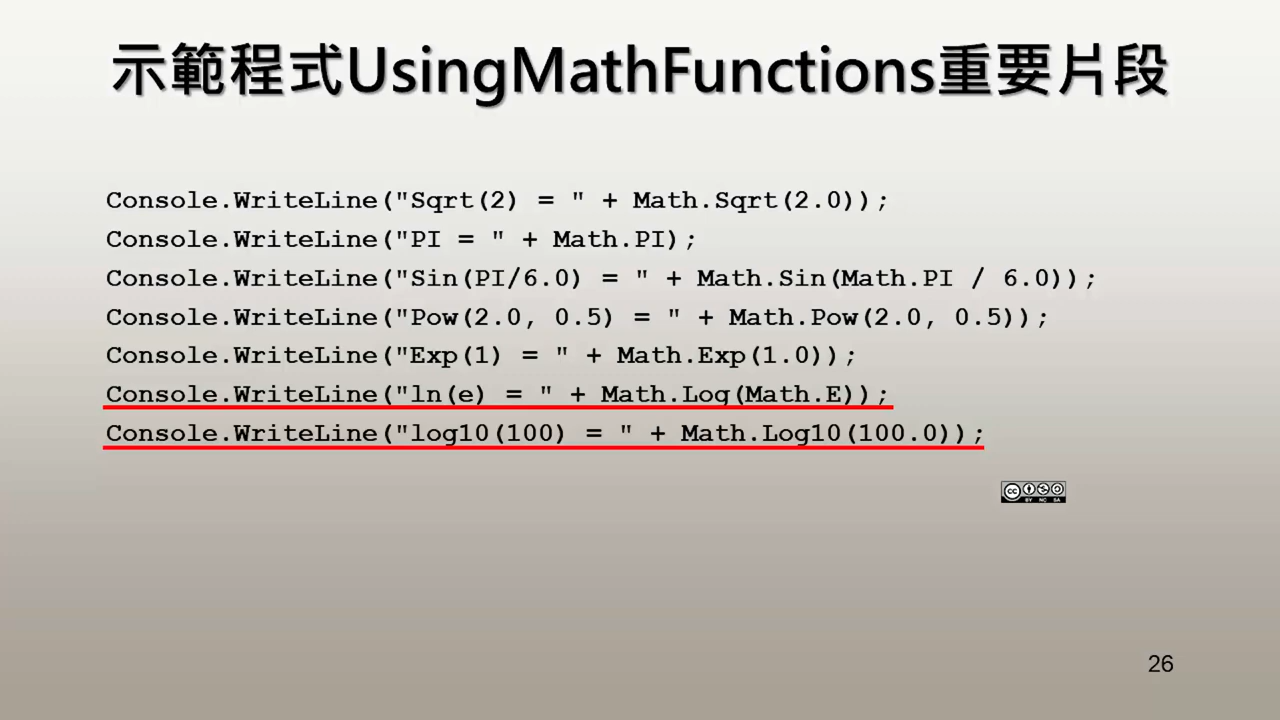 示範程式UsingMathFunctions重要片段
Console.WriteLine("Sqrt(2) = " + Math.Sqrt(2.0));
Console.WriteLine("PI = " + Math.PI);
Console.WriteLine("Sin(PI/6.0) = " + Math.Sin(Math.PI / 6.0));
Console.WriteLine("Pow(2.0, 0.5) = " + Math.Pow(2.0, 0.5));
Console.WriteLine("Exp(1) = " + Math.Exp(1.0));
Console.WriteLine("ln(e) = " + Math.Log(Math.E));
Console.WriteLine("log10(100) = " + Math.Log10(100.0));
cc BY NC SA
26